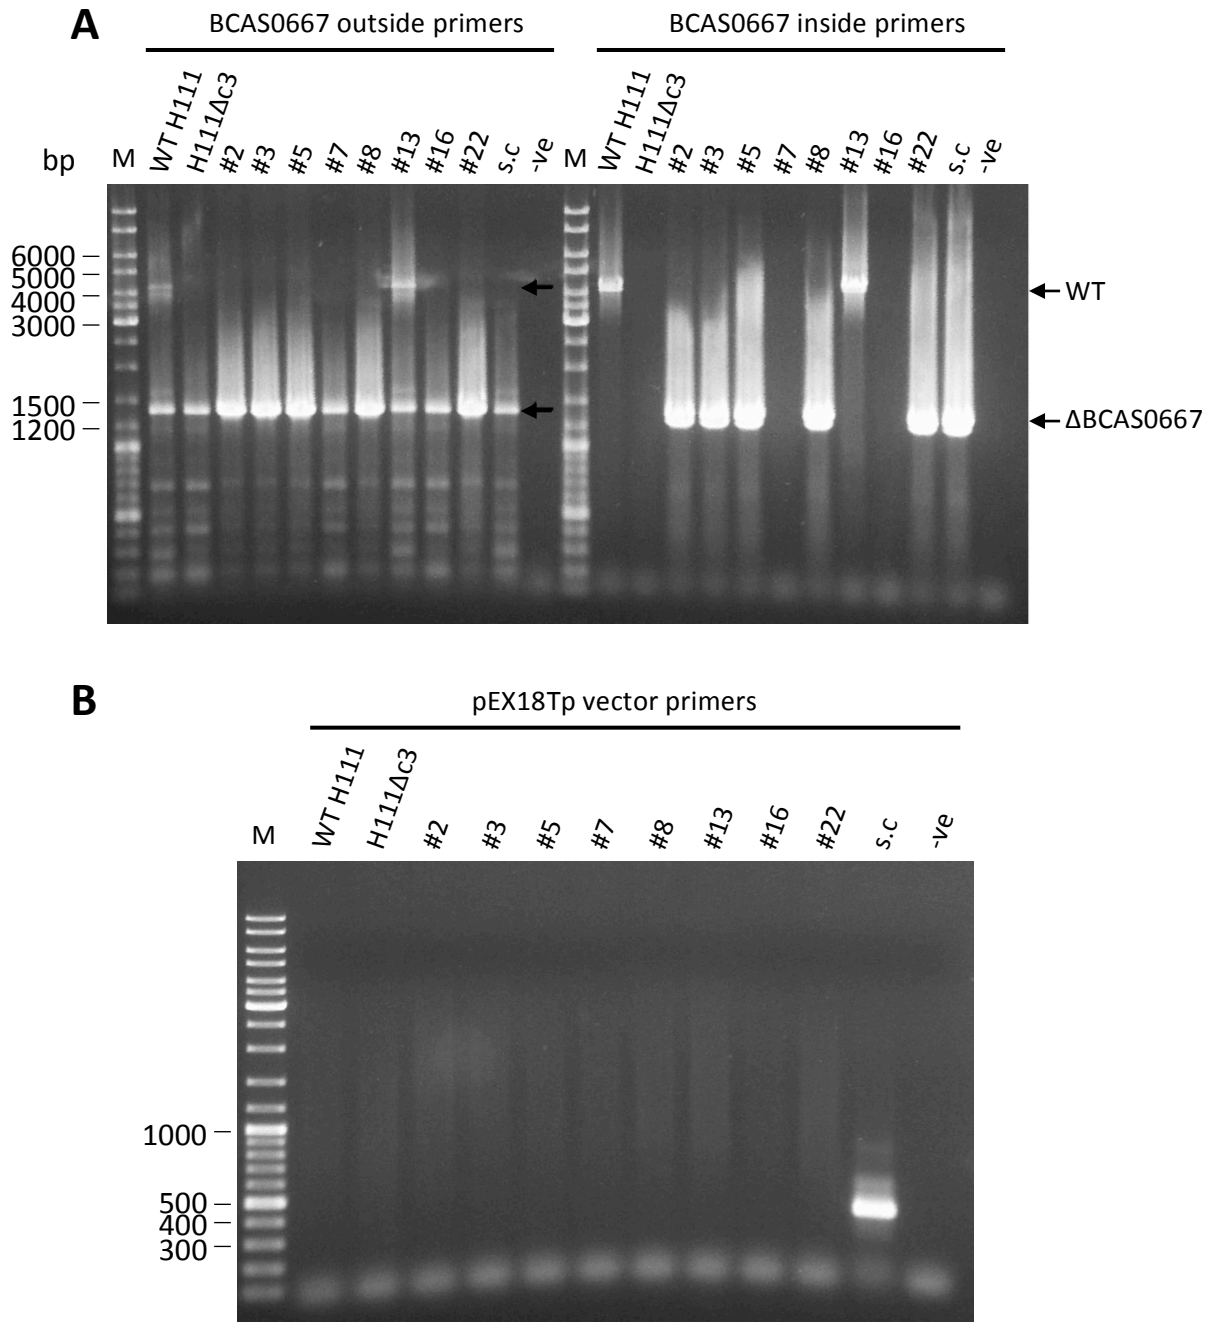 A
BCAS0667 outside primers
BCAS0667 inside primers
bp M WT H111 H111Δc3 #2 #3 #5 #7 #8 #13 #16 #22 s.c -ve M WT H111 H111Δc3 #2 #3 #5 #7 #8 #13 #16 #22 s.c -ve
6000
5000
4000
3000
1500
1200
WT
ΔBCAS0667
B
pEX18Tp vector primers
M WT H111 H111Δc3 #2 #3 #5 #7 #8 #13 #16 #22 s.c -ve
1000
500
400
300